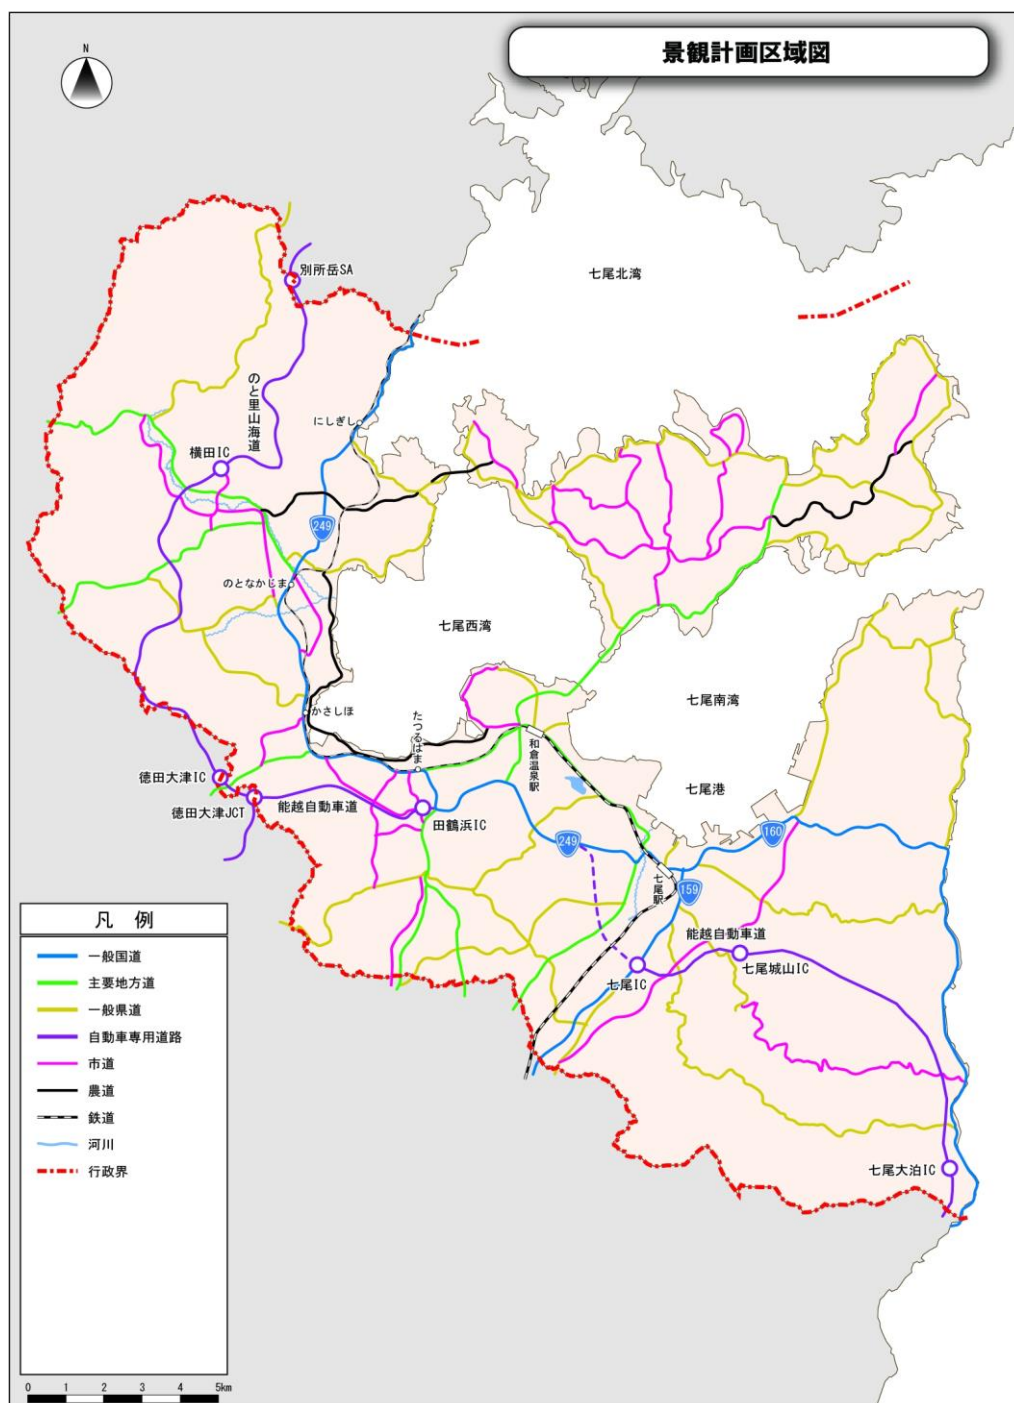 景観計画区域図
N
七尾北湾
別所岳SA
のと里山海道
にしぎし
横田IC
249
のとなかじま
七尾西湾
七尾南湾
かさしほ
たつるはま
和倉温泉駅
七尾港
徳田大津IC
徳田大津JCT
能越自動車道
田鶴浜IC
249
160
七尾駅
159
能越自動車道
七尾城山IC
七尾IC
七尾大泊IC
凡 例
一般国道
主要地方道
一般県道
自動車専用道路
市道
農道
鉄道
河川
行政界
0 1 2 3 4 5km